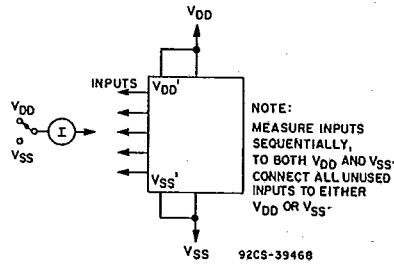 VDD
INPUTS
VDD'
VDD
I
VSS
VSS'
VSS
NOTE:
MEASURE INPUTS
SEQUENTIALLY,
TO BOTH VDD AND VSS.
CONNECT ALL UNUSED
INPUTS TO EITHER
VDD OR VSS.
92CS-39468